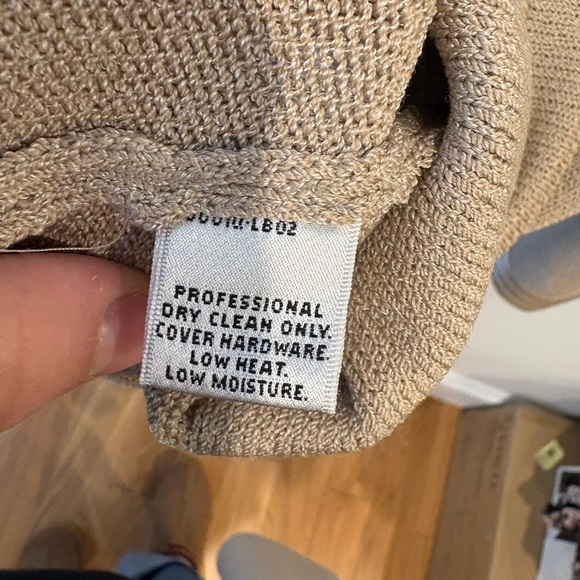 PROFESSIONAL
DRY CLEAN ONLY.
COVER HARDWARE.
LOW HEAT.
LOW MOISTURE.